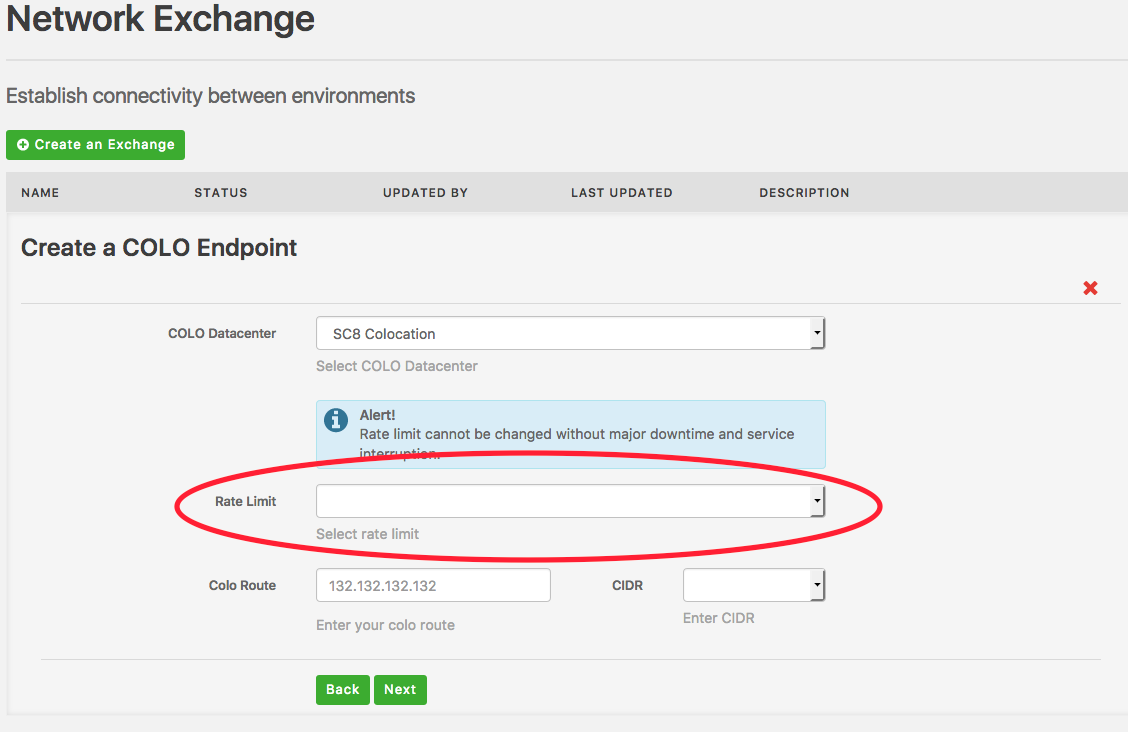 Network Exchange
Establish connectivity between environments
Create an Exchange
NAME STATUS UPDATED BY LAST UPDATED DESCRIPTION
Create a COLO Endpoint
COLO Datacenter SC8 Colocation
Select COLO Datacenter
Alert!
Rate limit cannot be changed without major downtime and service
interruption.
Rate Limit
Select rate limit
Colo Route 132.132.132.132 CIDR
Enter your colo route Enter CIDR
Back Next